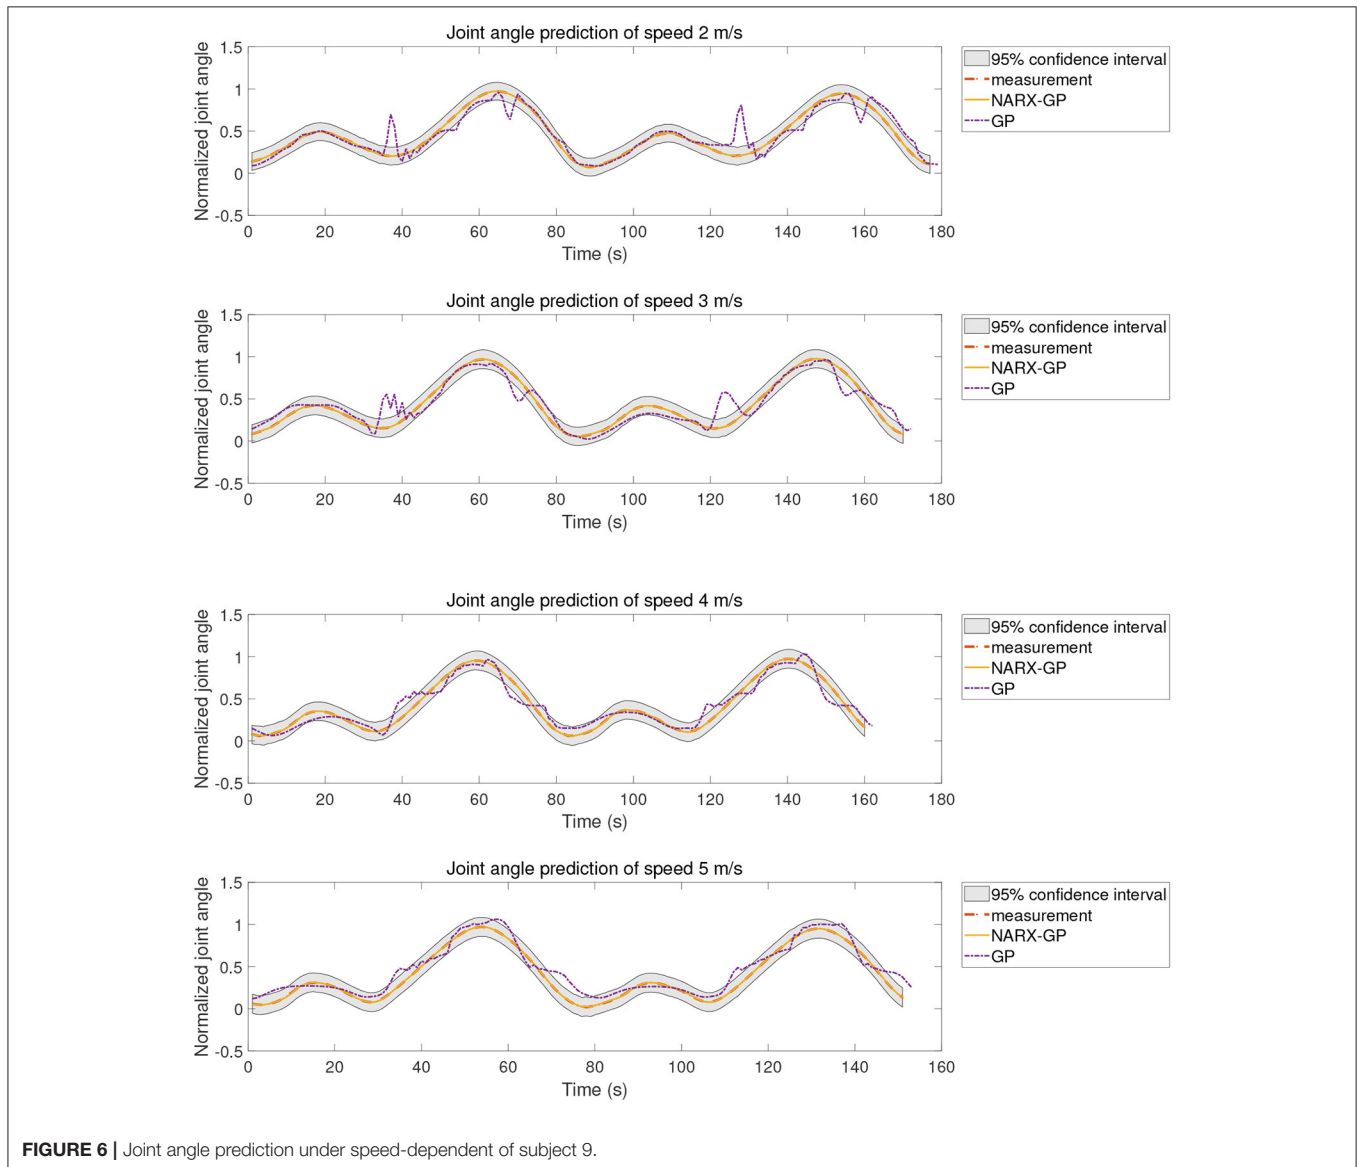 Joint angle prediction of speed 2 m/s
Normalized joint angle
1.5
1
0.5
0
-0.5
0 20 40 60 80 100 120 140 160 180
Time (s)
95% confidence interval
measurement
NARX-GP
GP
Joint angle prediction of speed 3 m/s
Normalized joint angle
1.5
1
0.5
0
-0.5
0 20 40 60 80 100 120 140 160 180
Time (s)
95% confidence interval
measurement
NARX-GP
GP
Joint angle prediction of speed 4 m/s
Normalized joint angle
1.5
1
0.5
0
-0.5
0 20 40 60 80 100 120 140 160 180
Time (s)
95% confidence interval
measurement
NARX-GP
GP
Joint angle prediction of speed 5 m/s
Normalized joint angle
1.5
1
0.5
0
-0.5
0 20 40 60 80 100 120 140 160
Time (s)
95% confidence interval
measurement
NARX-GP
GP
FIGURE 6 | Joint angle prediction under speed-dependent of subject 9.